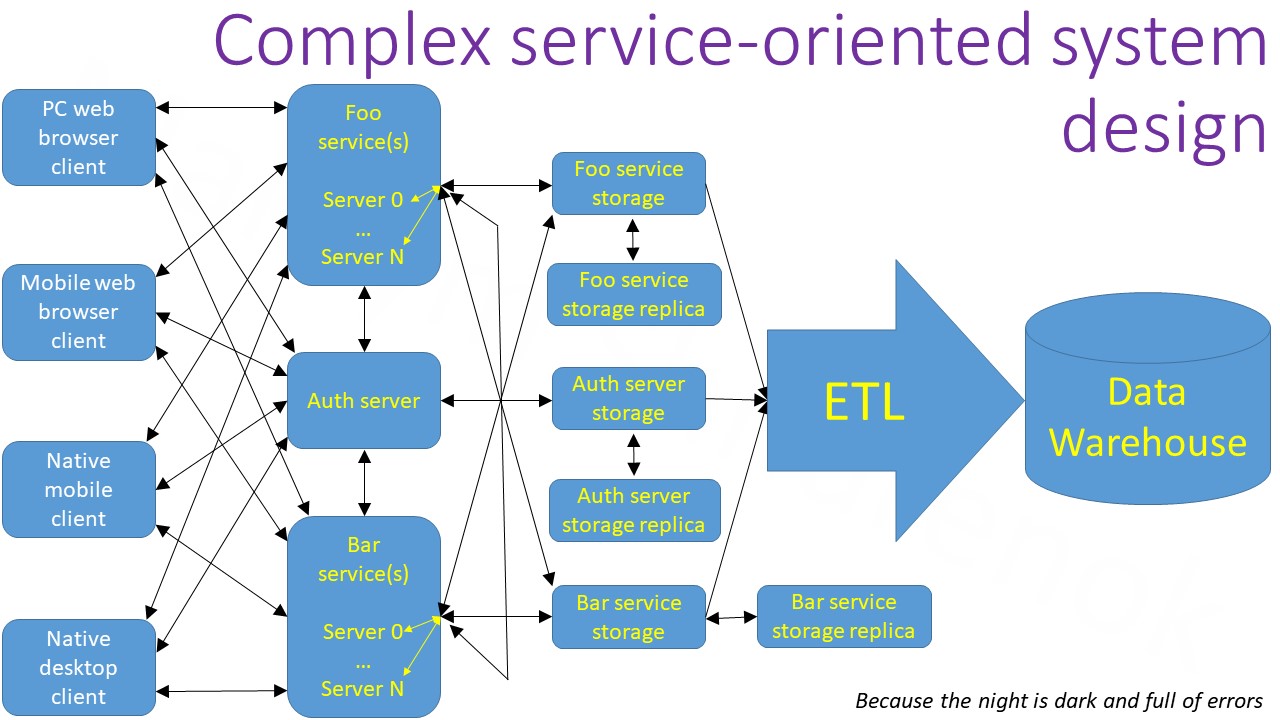 Complex service-oriented system
design
PC web
browser
client
Mobile web
browser
client
Native
mobile
client
Native
desktop
client
Foo
service(s)
Server 0
...
Server N
Auth server
Bar
service(s)
Server 0
...
Server N
Foo service
storage
Foo service
storage replica
Auth server
storage
Auth server
storage replica
Bar service
storage
Bar service
storage replica
ETL
Data
Warehouse
Because the night is dark and full of errors